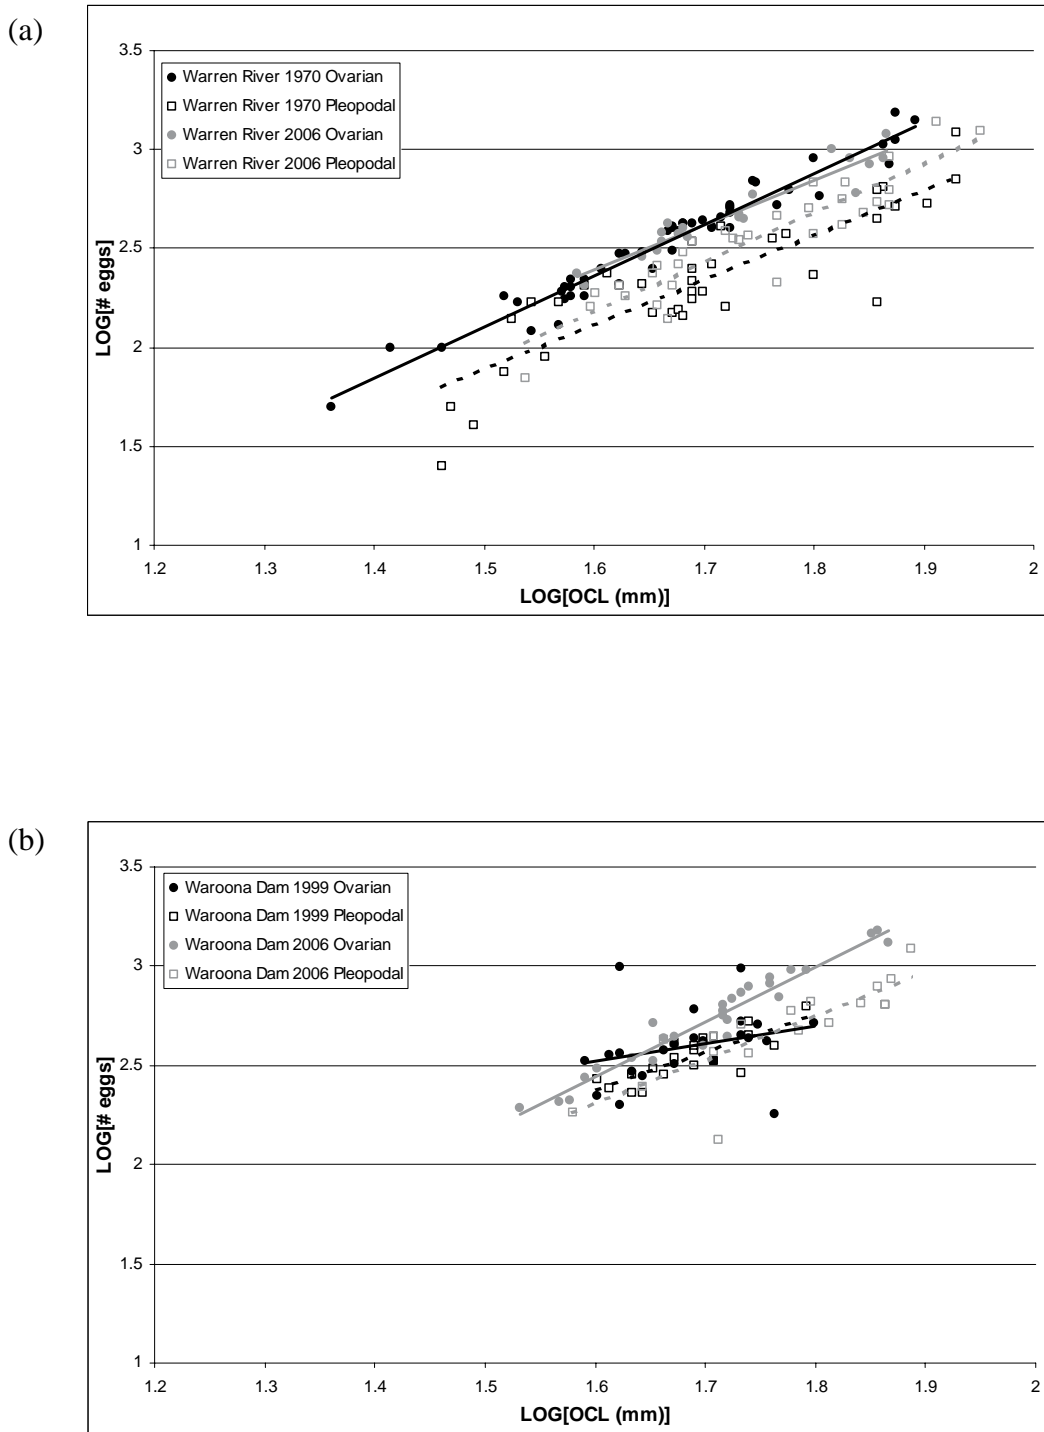 (a)
3.5
3
2.5
2
1.5
1
LOG[# eggs]
Warren River 1970 Ovarian
Warren River 1970 Pleopodal
Warren River 2006 Ovarian
Warren River 2006 Pleopodal
1.2 1.3 1.4 1.5 1.6 1.7 1.8 1.9 2
LOG[OCL (mm)]
(b)
3.5
3
2.5
2
1.5
1
LOG[# eggs]
Waroona Dam 1999 Ovarian
Waroona Dam 1999 Pleopodal
Waroona Dam 2006 Ovarian
Waroona Dam 2006 Pleopodal
1.2 1.3 1.4 1.5 1.6 1.7 1.8 1.9 2
LOG[OCL (mm)]